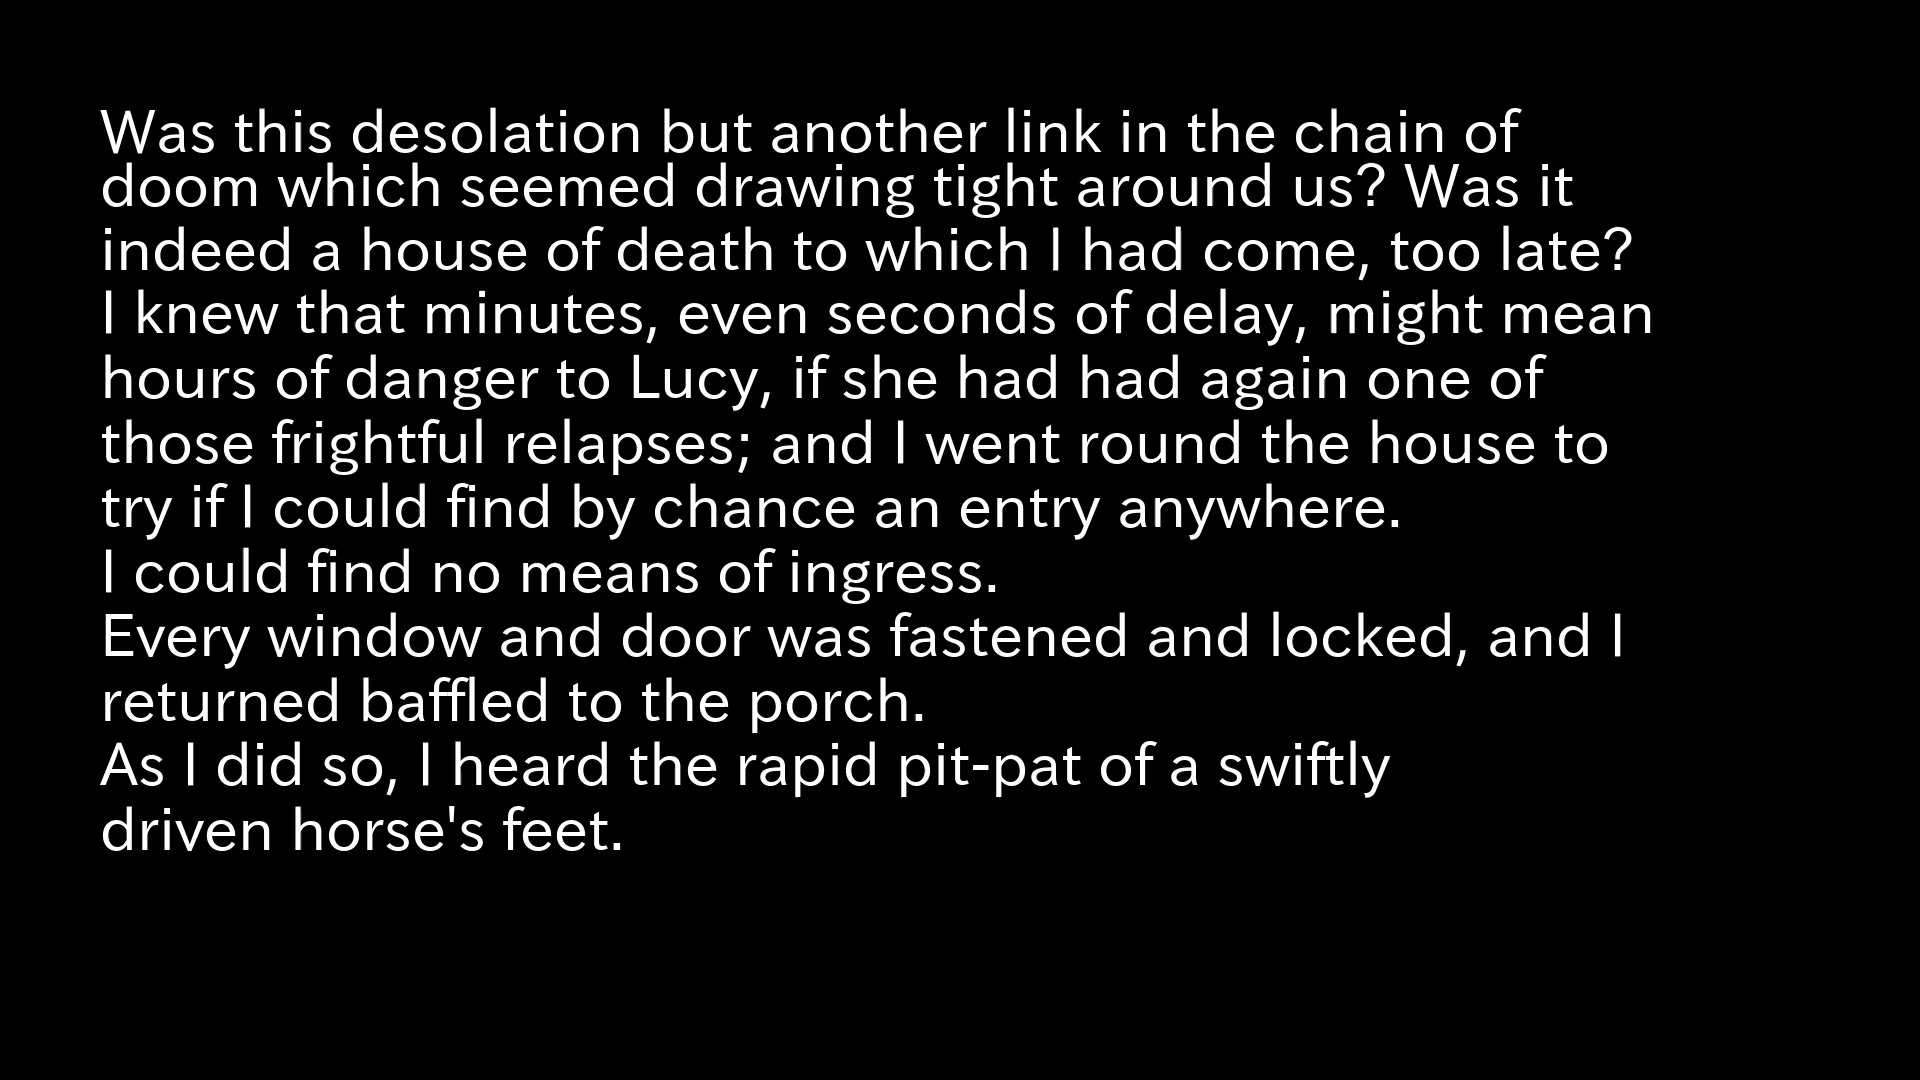 Was this desolation but another link in the chain of
doom which seemed drawing tight around us? Was it
indeed a house of death to which I had come, too late?
I knew that minutes, even seconds of delay, might mean
hours of danger to Lucy, if she had had again one of
those frightful relapses; and I went round the house to
try if I could find by chance an entry anywhere.
I could find no means of ingress.
Every window and door was fastened and locked, and I
returned baffled to the porch.
As I did so, I heard the rapid pit-pat of a swiftly
driven horse's feet.